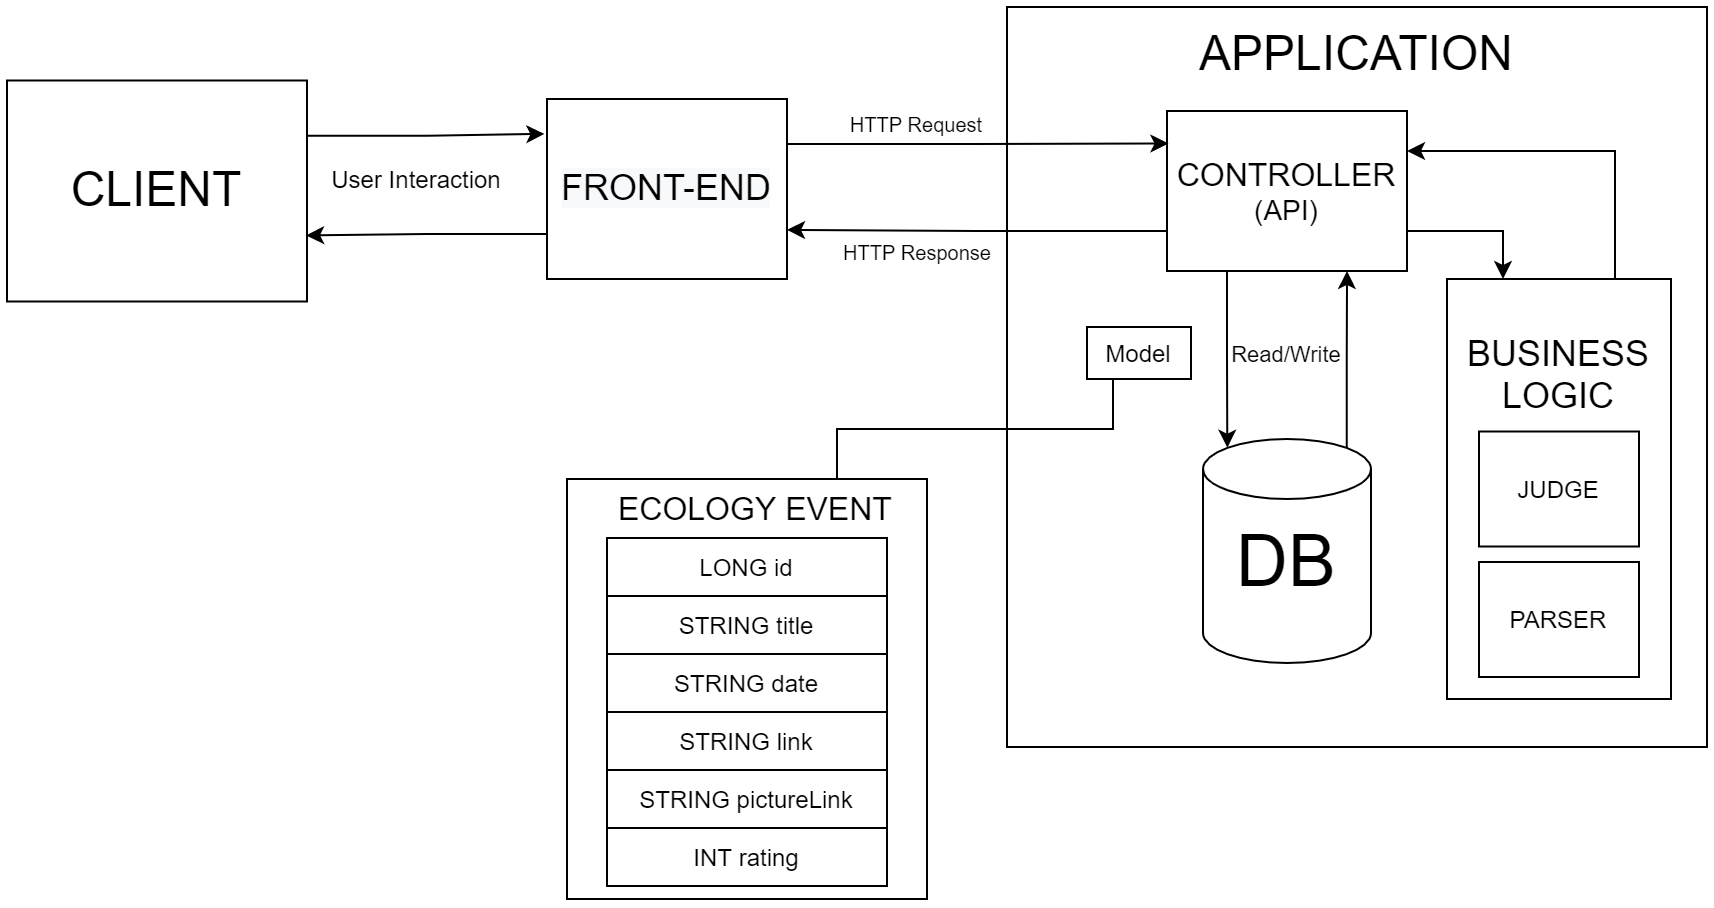 APPLICATION
CLIENT
User Interaction
FRONT-END
HTTP Request
HTTP Response
CONTROLLER
(API)
Model
Read/Write
BUSINESS
LOGIC
JUDGE
PARSER
DB
ECOLOGY EVENT
LONG id
STRING title
STRING date
STRING link
STRING pictureLink
INT rating